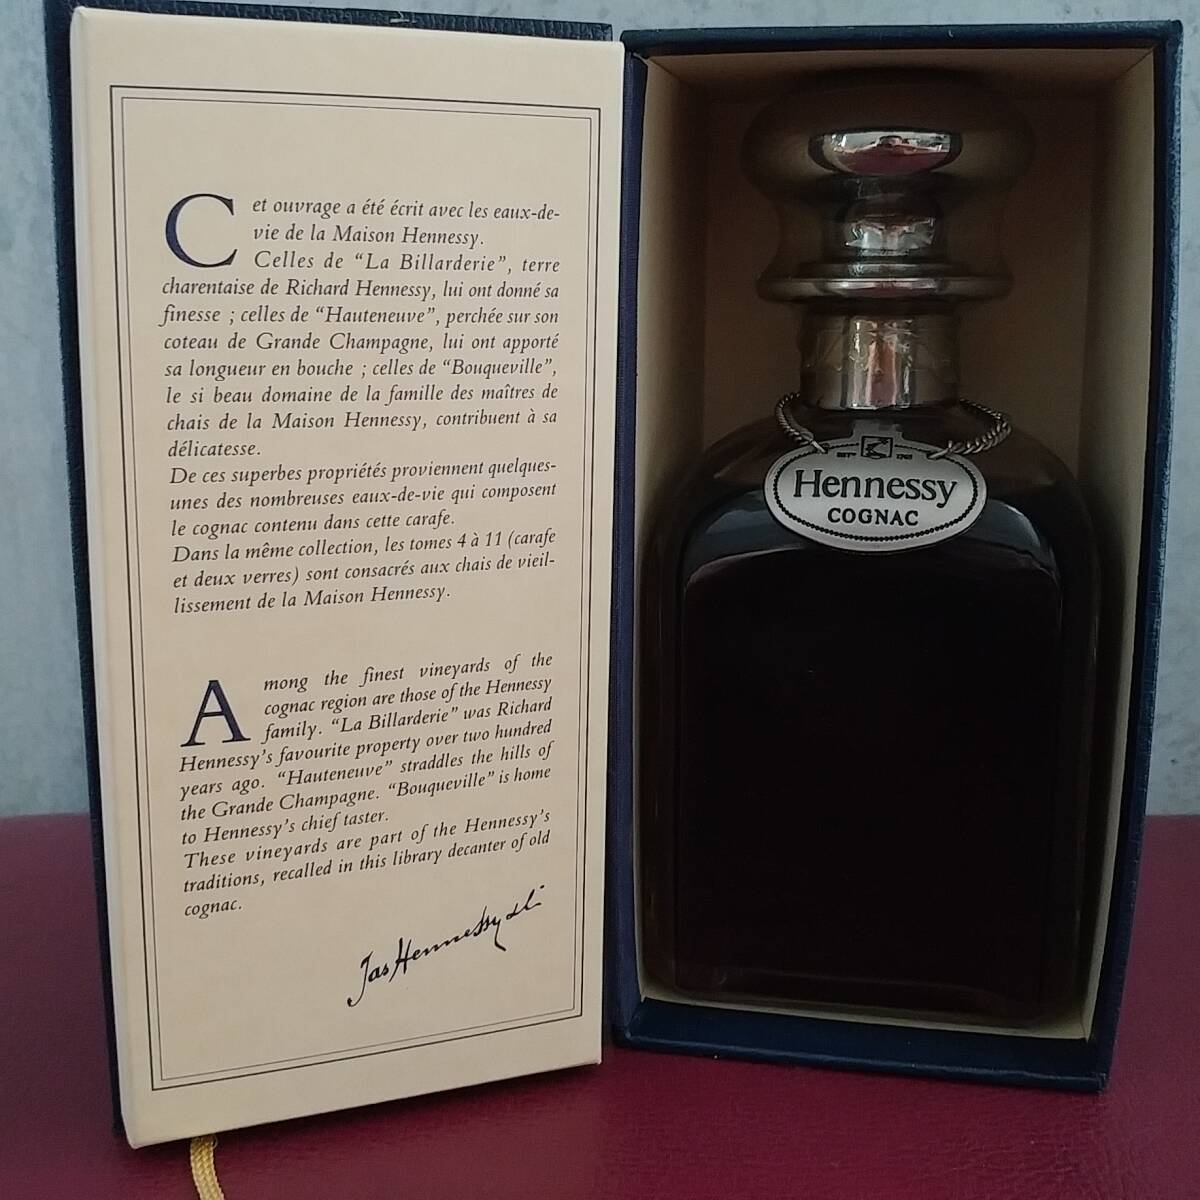 Cet ouvrage a été écrit avec les eaux-de-
vie de la Maison Hennessy.
Celles de “La Billarderie”, terre
charentaise de Richard Hennessy, lui ont donné sa
finesse ; celles de “Hauteneuve”, perchée sur son
coteau de Grande Champagne, lui ont apporté
sa longueur en bouche ; celles de “Bouqueville”,
le si beau domaine de la famille des maîtres de
chais de la Maison Hennessy, contribuent à sa
délicatesse.
De ces superbes propriétés proviennent quelques-
unes des nombreuses eaux-de-vie qui composent
le cognac contenu dans cette carafe.
Dans la même collection, les tomes 4 à 11 (carafe
et deux verres) sont consacrés aux chais de vieil-
lissement de la Maison Hennessy.
Among the finest vineyards of the
cognac region are those of the Hennessy
family. “La Billarderie” was Richard
Hennessy’s favourite property over two hundred
years ago. “Hauteneuve” straddles the hills of
the Grande Champagne. “Bouqueville” is home
to Hennessy’s chief taster.
These vineyards are part of the Hennessy’s
traditions, recalled in this library decanter of old
cognac.
Jas Hennessy
1765
Hennessy
COGNAC